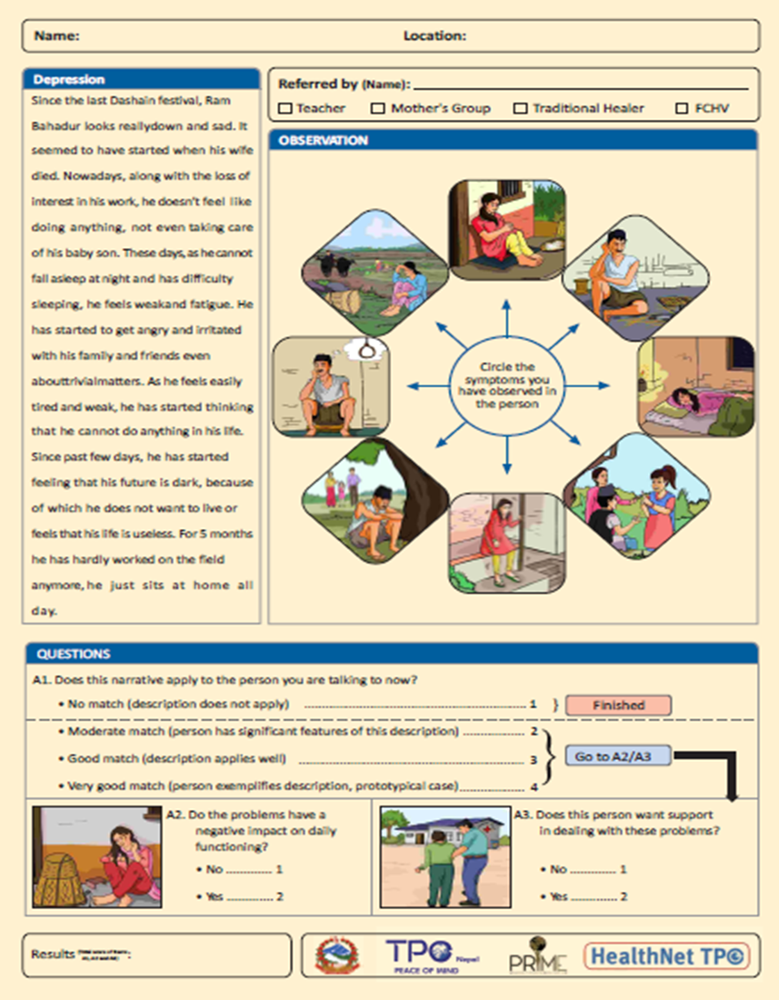 Name:
Location:
Depression
Since the last Dashain festival, Ram
Bahadur looks reallydown and sad. It
seemed to have started when his wife
died. Nowadays, along with the loss of
interest in his work, he doesn't feel like
doing anything, not even taking care
of his baby son. These days, as he cannot
fall asleep at night and has difficulty
sleeping, he feels weakand fatigue. He
has started to get angry and irritated
with his family and friends even
abouttrivialmatters. As he feels easily
tired and weak, he has started thinking
that he cannot do anything in his life.
Since past few days, he has started
feeling that his future is dark, because
of which he does not want to live or
feels that his life is useless. For 5 months
he has hardly worked on the field
anymore, he just sits at home all
day.
Referred by (Name):
Teacher
Mother's Group
Traditional Healer
FCHV
OBSERVATION
Circle the
symptoms you
have observed in
the person
QUESTIONS
A1. Does this narrative apply to the person you are talking to now?
• No match (description does not apply) ........ 1 } Finished
• Moderate match (person has significant features of this description) ........ 2
• Good match (description applies well) ........ 3
• Very good match (person exemplifies description, prototypical case) ........ 4
Go to A2/A3
A2. Do the problems have a
negative impact on daily
functioning?
• No ........ 1
• Yes ........ 2
A3. Does this person want support
in dealing with these problems?
• No ........ 1
• Yes ........ 2
Results :
TPO Nepal
PEACE OF MIND
PRIME
HealthNet TPO